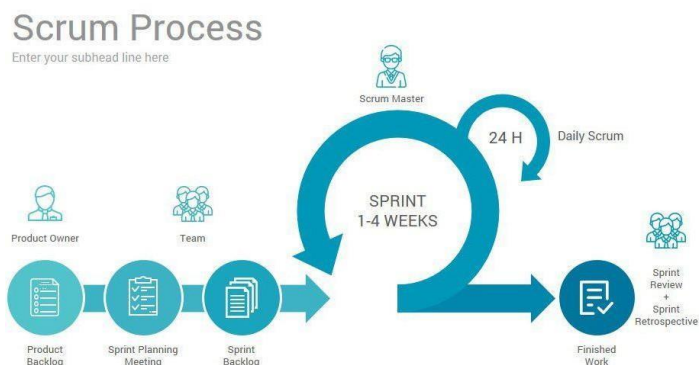 Scrum Process
Enter your subhead line here
Scrum Master
24 H
Daily Scrum
SPRINT
1-4 WEEKS
Product Owner
Team
Product
Backlog
Sprint Planning
Meeting
Sprint
Backlog
Finished
Work
Sprint
Review
+
Sprint
Retrospective